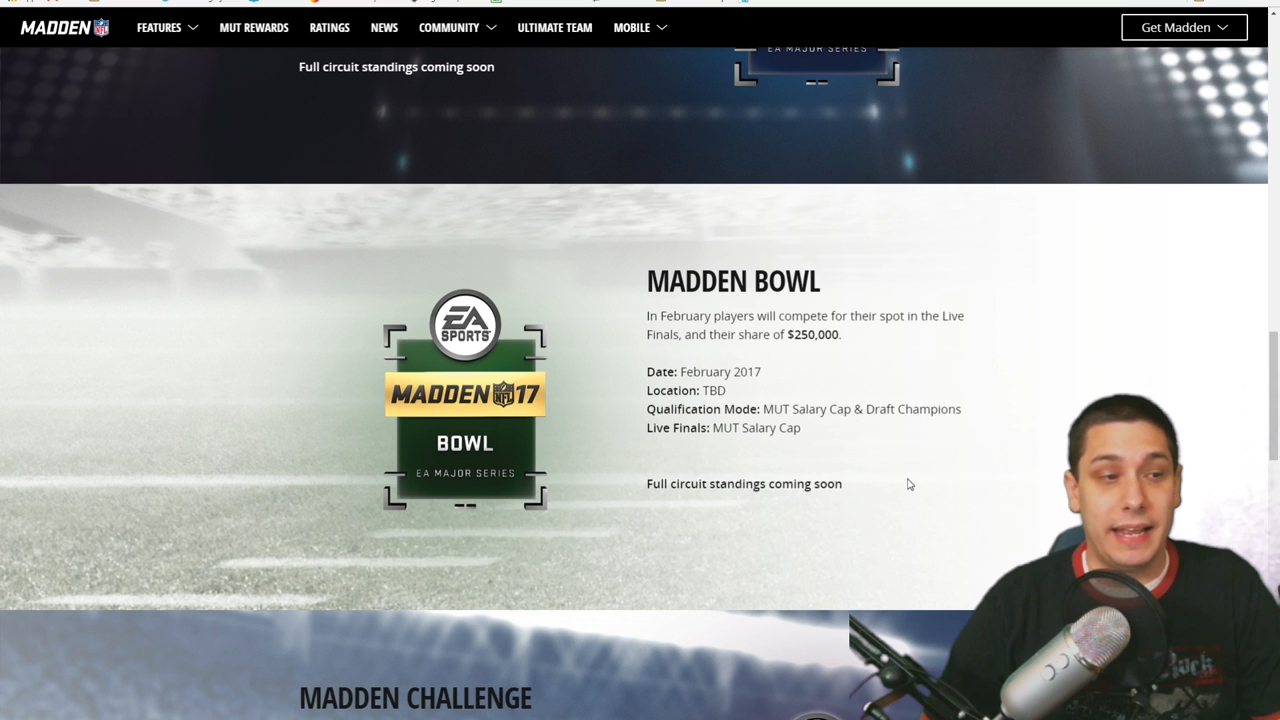 MADDEN NFL
FEATURES
MUT REWARDS
RATINGS
NEWS
COMMUNITY
ULTIMATE TEAM
MOBILE
Get Madden
EA MAJOR SERIES
Full circuit standings coming soon
EA
SPORTS
MADDEN NFL 17
BOWL
EA MAJOR SERIES
MADDEN BOWL
In February players will compete for their spot in the Live
Finals, and their share of $250,000.
Date: February 2017
Location: TBD
Qualification Mode: MUT Salary Cap & Draft Champions
Live Finals: MUT Salary Cap
Full circuit standings coming soon
MADDEN CHALLENGE
Rock